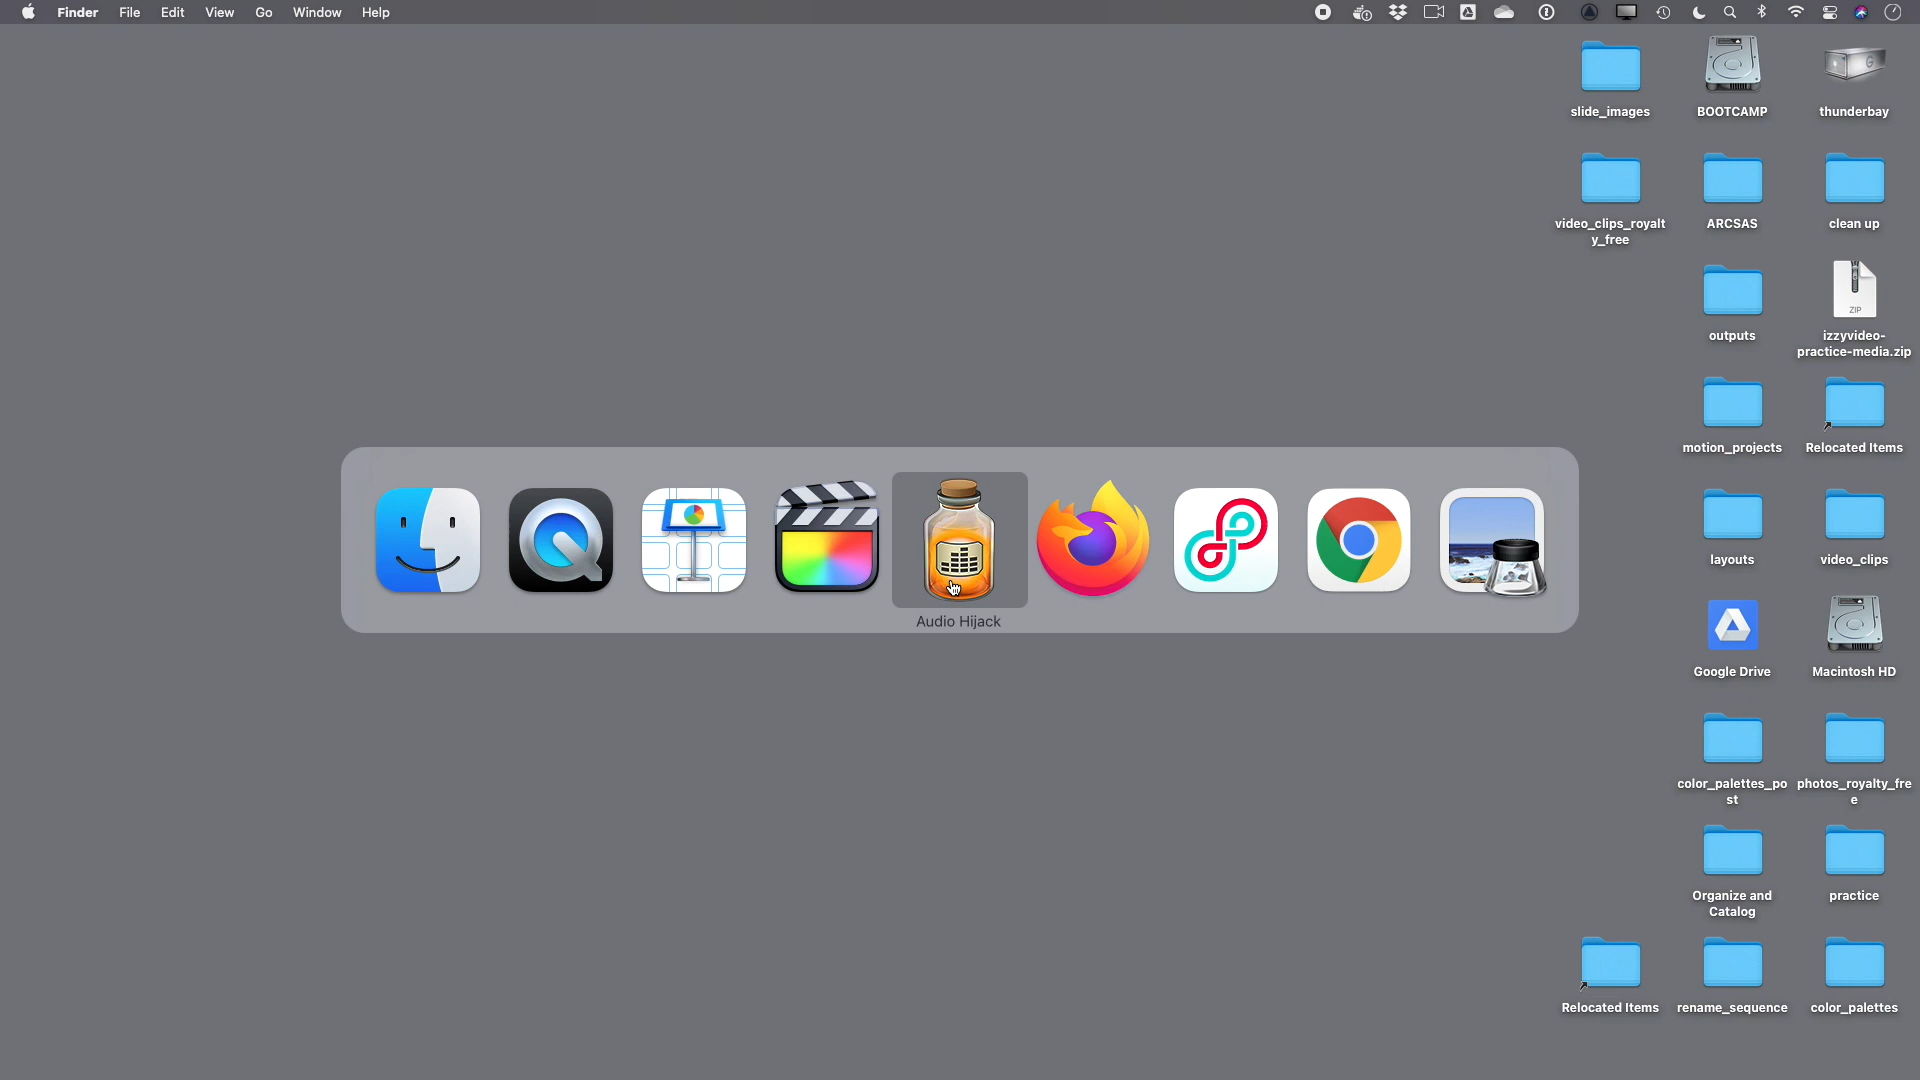 Finder File Edit View Go Window Help
slide_images
BOOTCAMP
thunderbay
video_clips_royalt
y_free
ARCSAS
clean up
ZIP
outputs
izzyvideo-
practice-media.zip
motion_projects
Relocated Items
layouts
video_clips
Audio Hijack
Google Drive
Macintosh HD
color_palettes_po
st
photos_royalty_fre
e
Organize and
Catalog
practice
Relocated Items
rename_sequence
color_palettes